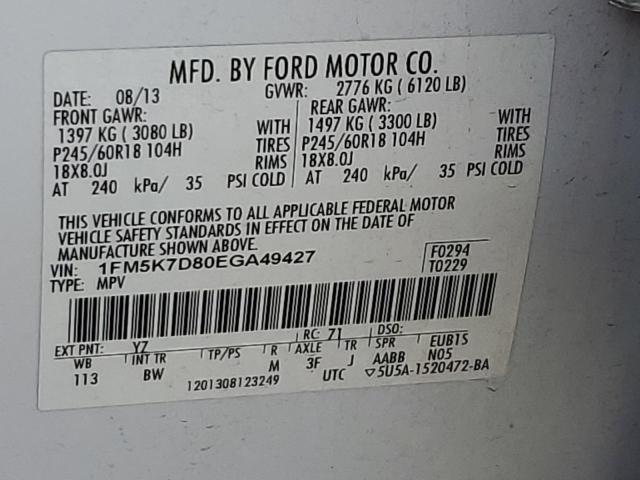 MFD. BY FORD MOTOR CO.
DATE: 08/13 GVWR: 2776 KG ( 6120 LB)
FRONT GAWR: REAR GAWR:
1397 KG ( 3080 LB) WITH 1497 KG ( 3300 LB) WITH
P245/60R18 104H TIRES P245/60R18 104H TIRES
18X8.0J RIMS 18X8.0J RIMS
AT 240 kPa/ 35 PSI COLD AT 240 kPa/ 35 PSI COLD
THIS VEHICLE CONFORMS TO ALL APPLICABLE FEDERAL MOTOR
VEHICLE SAFETY STANDARDS IN EFFECT ON THE DATE OF
MANUFACTURE SHOWN ABOVE.
VIN: 1FM5K7D80EGA49427 F0294
TYPE: MPV T0229
EXT PNT: YZ RC: 71 DSO:
WB INT TR TP/PS R AXLE TR SPR EUB1S
113 BW M 3F J AABB N05
1201308123249 UTC ▽5U5A-1520472-BA